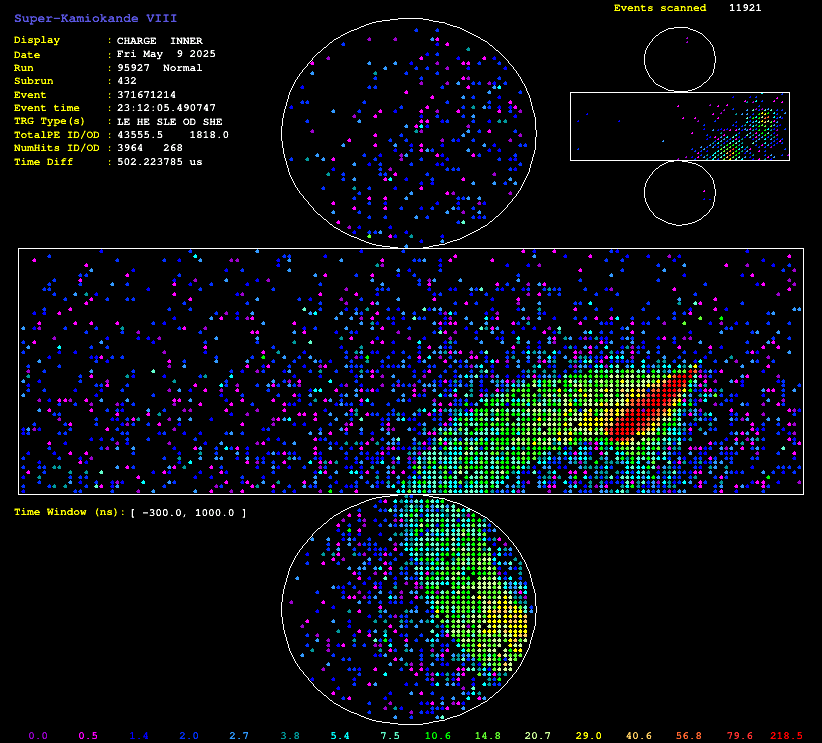 Events scanned 11921
Super-Kamiokande VIII
Display : CHARGE INNER
Date : Fri May 9 2025
Run : 95927 Normal
Subrun : 432
Event : 371671214
Event time : 23:12:05.490747
TRG Type(s) : LE HE SLE OD SHE
TotalPE ID/OD : 43555.5 1818.0
NumHits ID/OD : 3964 268
Time Diff : 502.223785 us
Time Window (ns): [ -300.0, 1000.0 ]
0.0 0.5 1.4 2.0 2.7 3.8 5.4 7.5 10.6 14.8 20.7 29.0 40.6 56.8 79.6 218.5